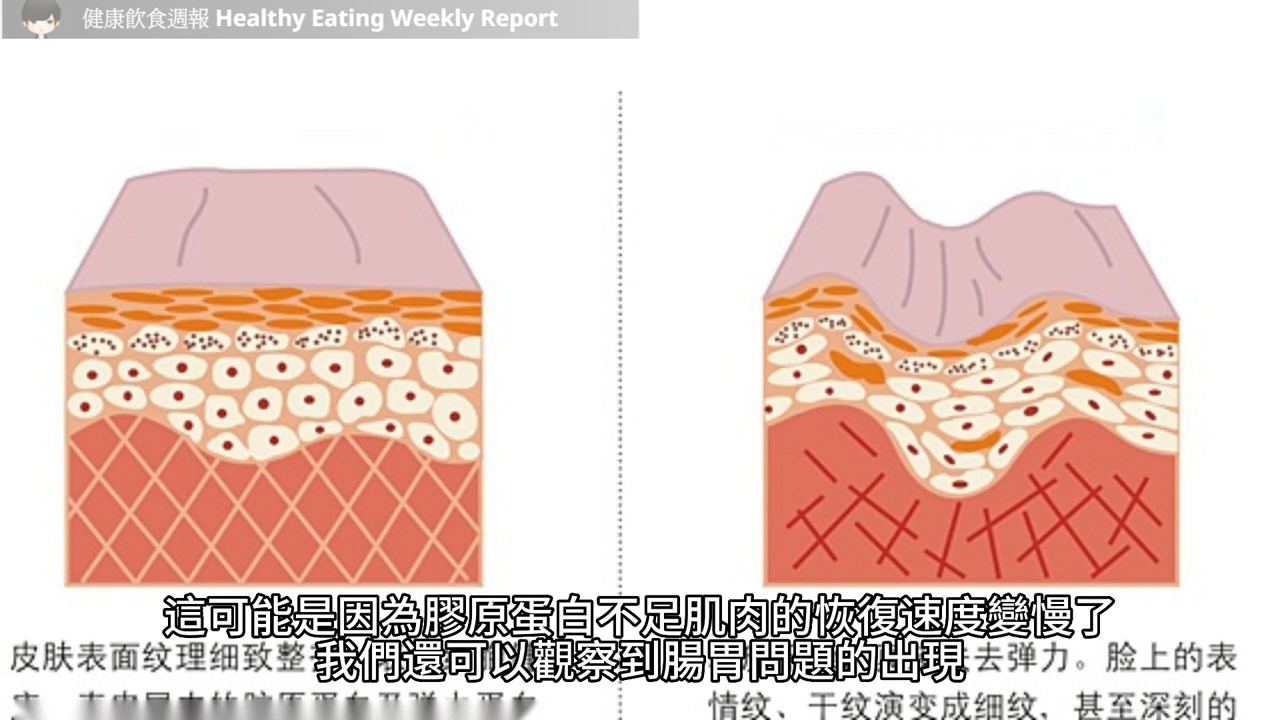 健康飲食週報 Healthy Eating Weekly Report
這可能是因為膠原蛋白不足肌肉的恢復速度變慢了
我們還可以觀察到腸胃問題的出現
皮肤表面纹理细致整
去弹力。脸上的表
情纹、干纹演变成细纹，甚至深刻的